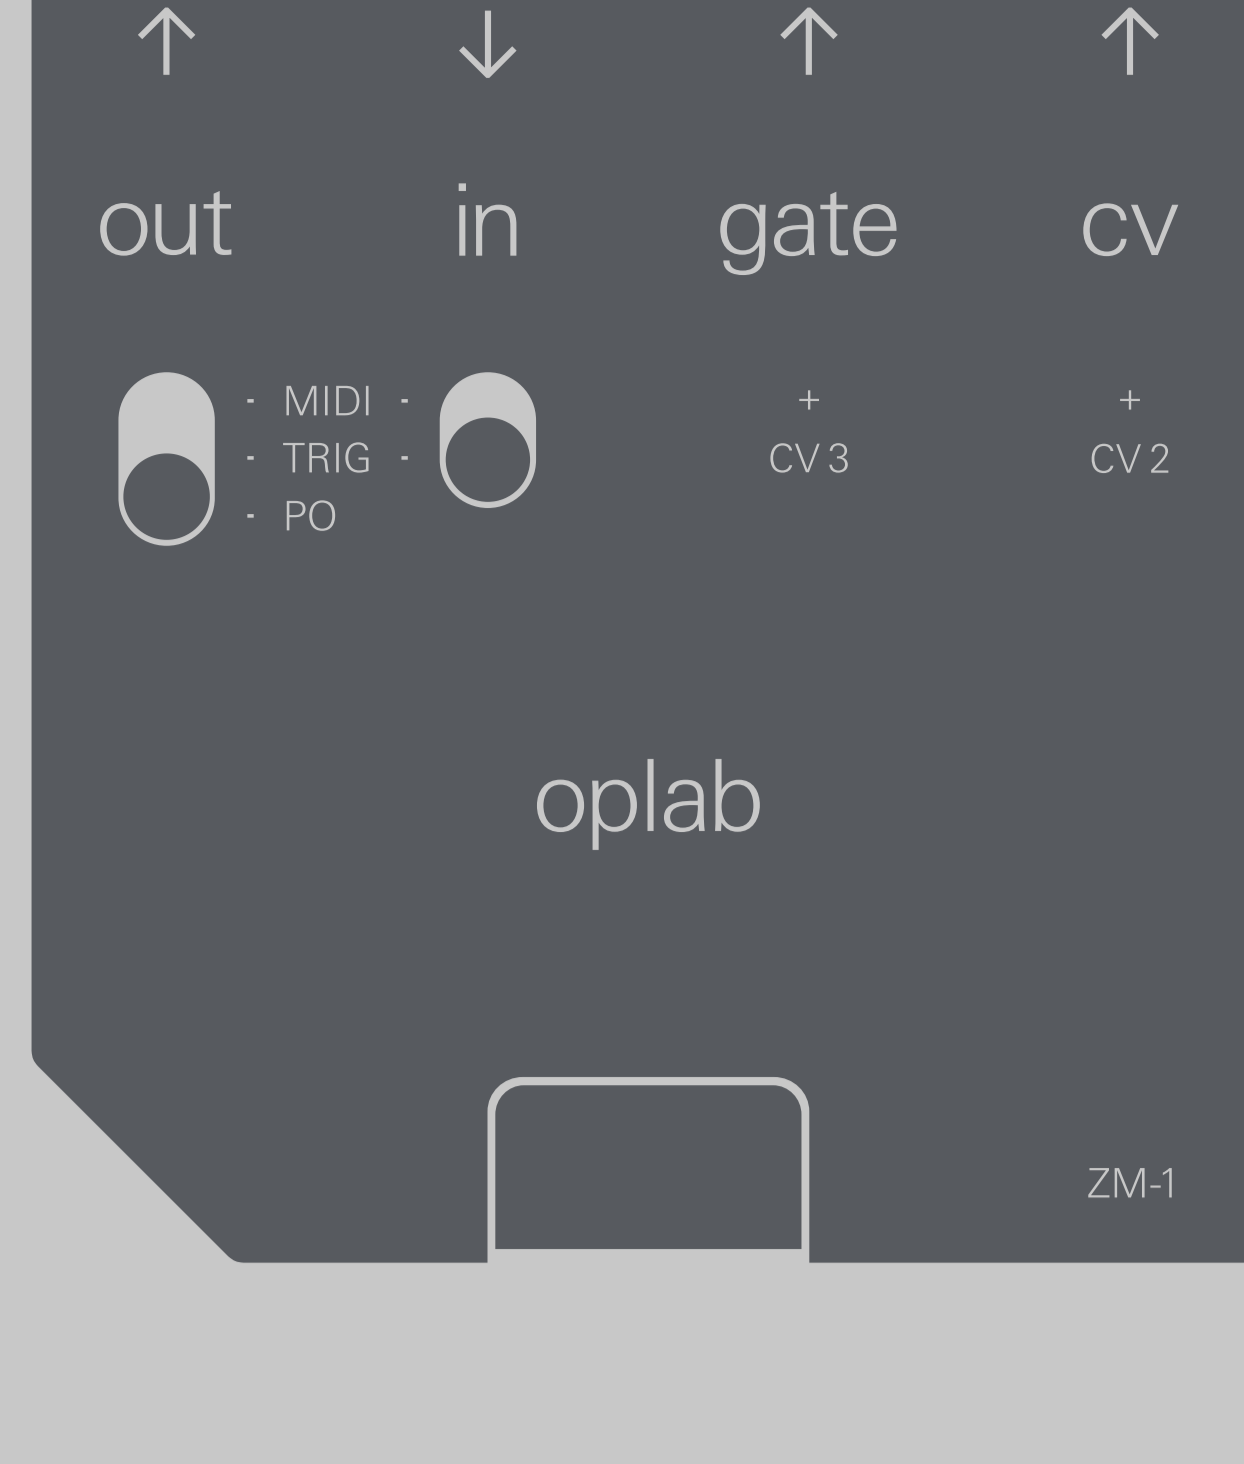 out in gate cv
- MIDI - + +
- TRIG - CV 3 CV 2
- PO
oplab
ZM-1